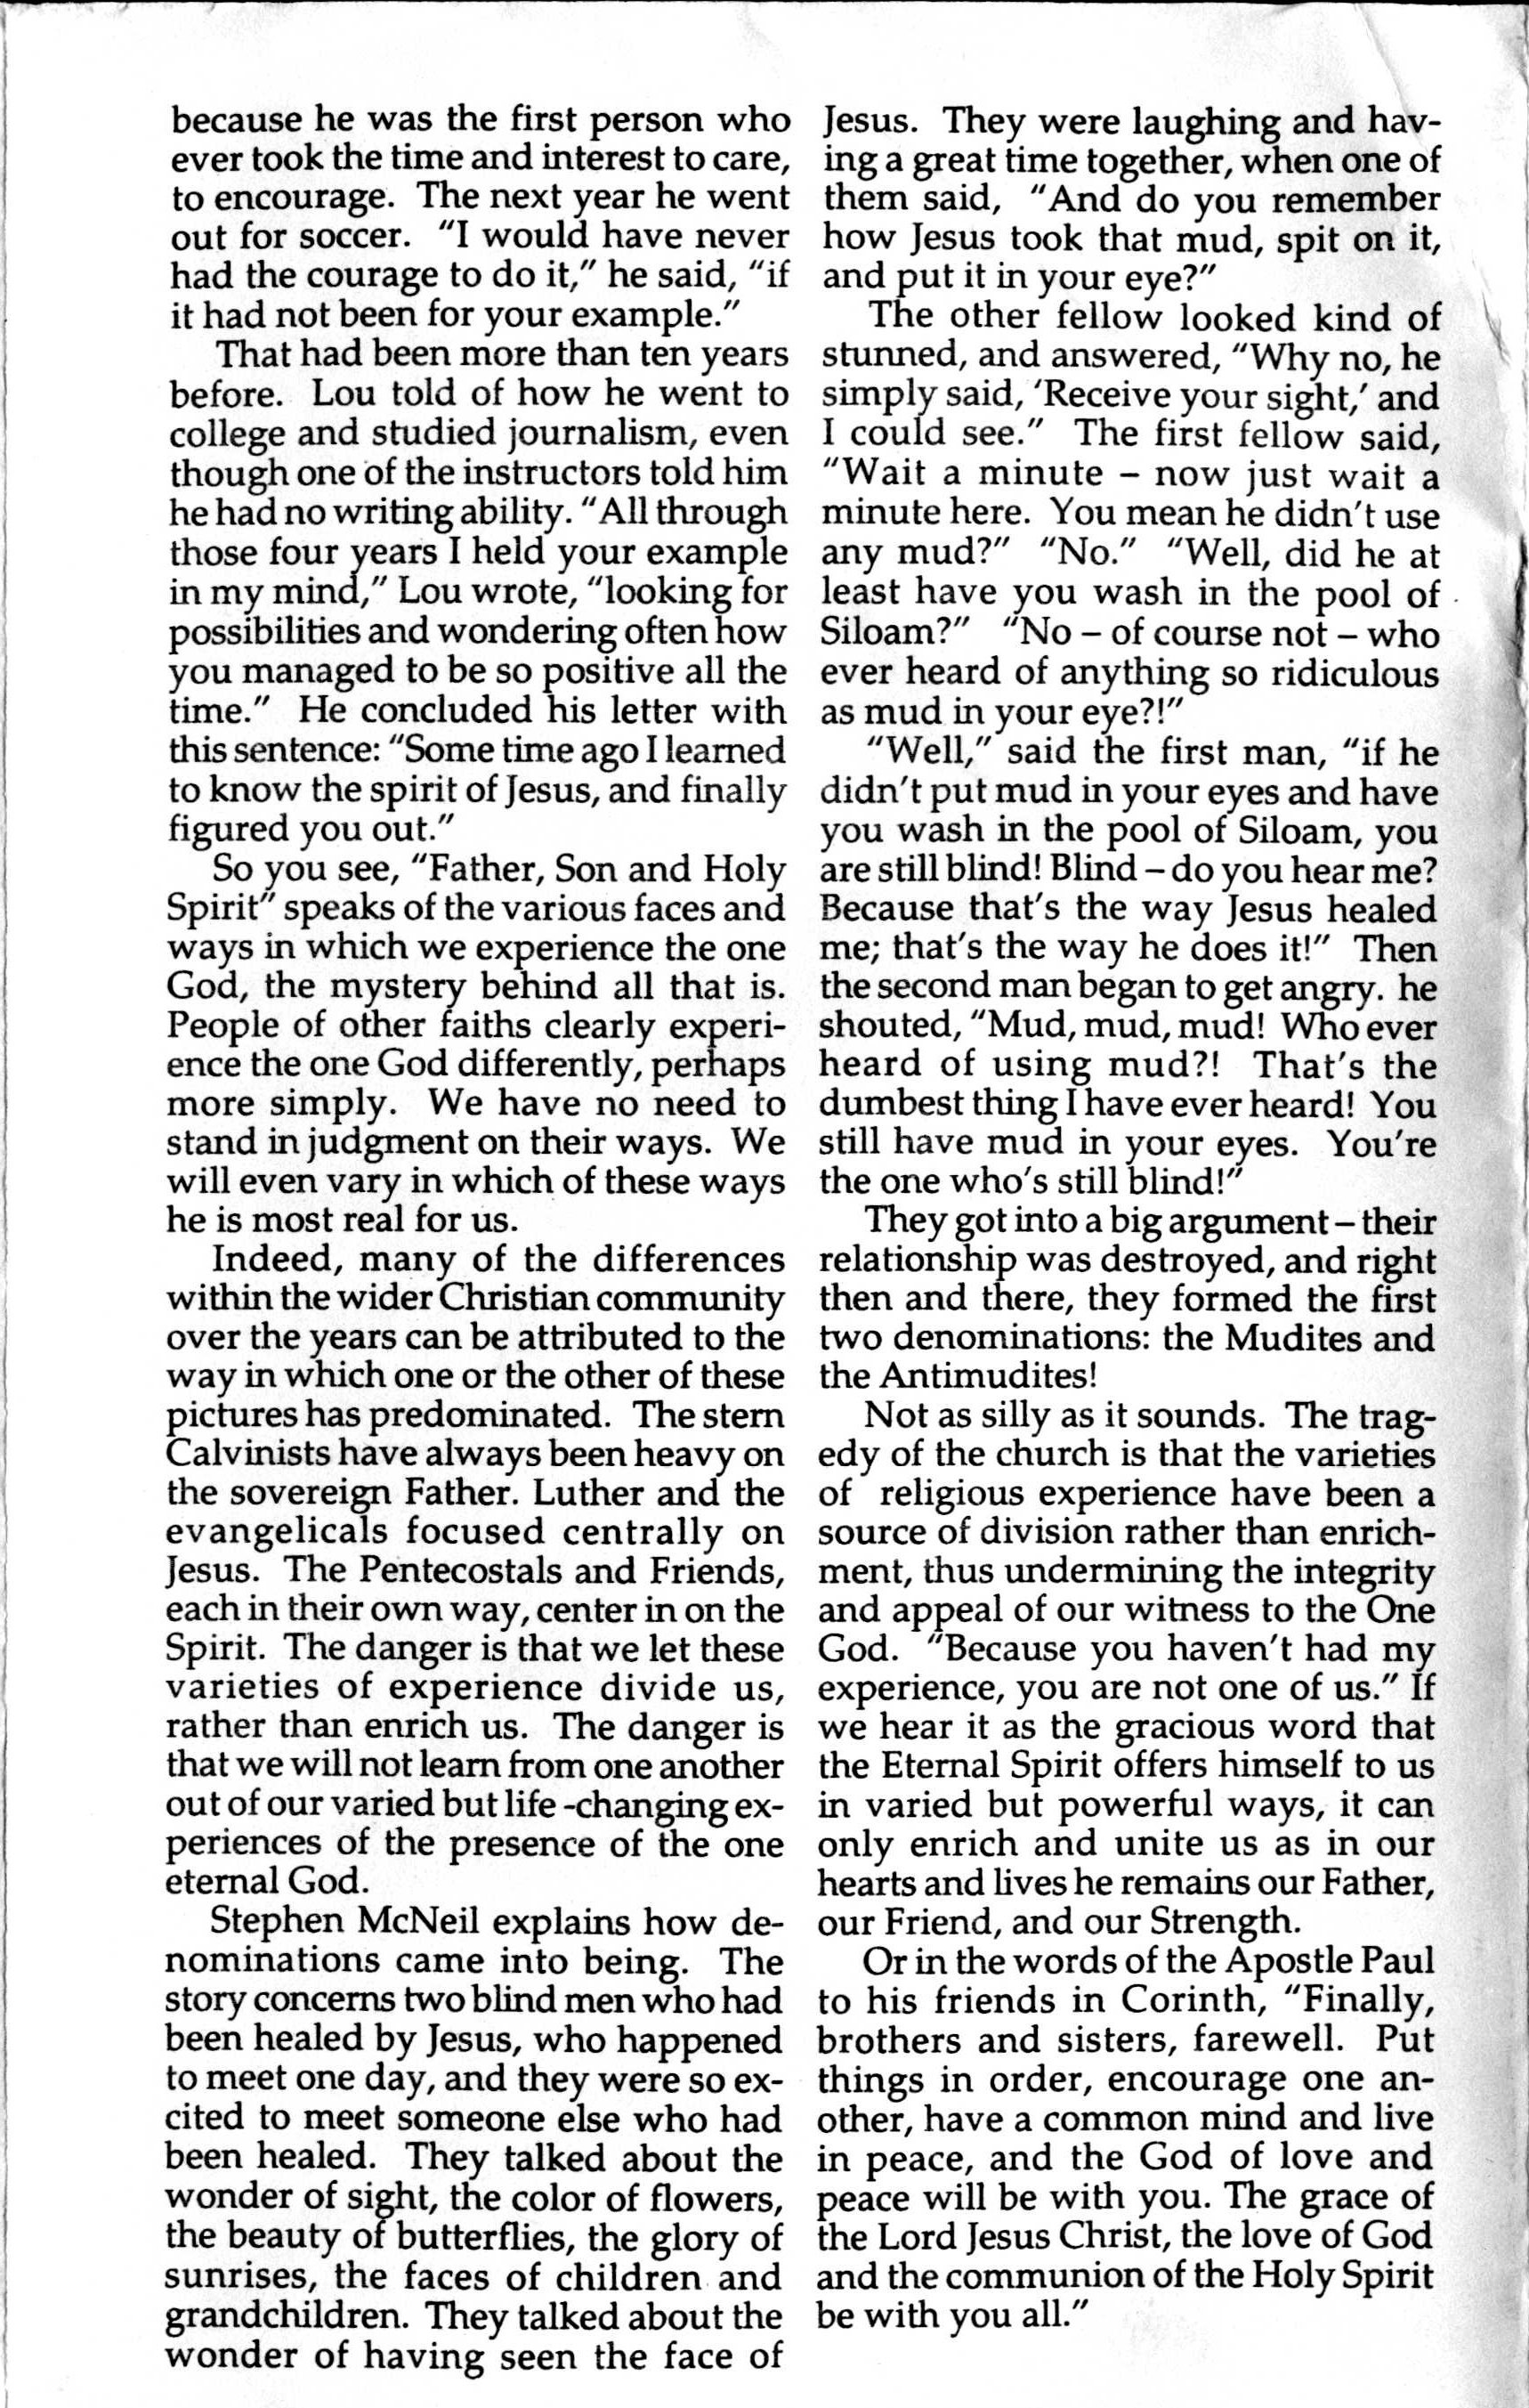 because he was the first person who
ever took the time and interest to care,
to encourage. The next year he went
out for soccer. "I would have never
had the courage to do it," he said, "if
it had not been for your example."
That had been more than ten years
before. Lou told of how he went to
college and studied journalism, even
though one of the instructors told him
he had no writing ability. "All through
those four years I held your example
in my mind," Lou wrote, "looking for
possibilities and wondering often how
you managed to be so positive all the
time." He concluded his letter with
this sentence: "Some time ago I learned
to know the spirit of Jesus, and finally
figured you out."
So you see, "Father, Son and Holy
Spirit" speaks of the various faces and
ways in which we experience the one
God, the mystery behind all that is.
People of other faiths clearly experi-
ence the one God differently, perhaps
more simply. We have no need to
stand in judgment on their ways. We
will even vary in which of these ways
he is most real for us.
Indeed, many of the differences
within the wider Christian community
over the years can be attributed to the
way in which one or the other of these
pictures has predominated. The stern
Calvinists have always been heavy on
the sovereign Father. Luther and the
evangelicals focused centrally on
Jesus. The Pentecostals and Friends,
each in their own way, center in on the
Spirit. The danger is that we let these
varieties of experience divide us,
rather than enrich us. The danger is
that we will not learn from one another
out of our varied but life -changing ex-
periences of the presence of the one
eternal God.
Stephen McNeil explains how de-
nominations came into being. The
story concerns two blind men who had
been healed by Jesus, who happened
to meet one day, and they were so ex-
cited to meet someone else who had
been healed. They talked about the
wonder of sight, the color of flowers,
the beauty of butterflies, the glory of
sunrises, the faces of children and
grandchildren. They talked about the
wonder of having seen the face of
Jesus. They were laughing and hav-
ing a great time together, when one of
them said, "And do you remember
how Jesus took that mud, spit on it,
and put it in your eye?"
The other fellow looked kind of
stunned, and answered, "Why no, he
simply said, 'Receive your sight,' and
I could see." The first fellow said,
"Wait a minute – now just wait a
minute here. You mean he didn't use
any mud?" "No." "Well, did he at
least have you wash in the pool of
Siloam?" "No – of course not – who
ever heard of anything so ridiculous
as mud in your eye?!"
"Well," said the first man, "if he
didn't put mud in your eyes and have
you wash in the pool of Siloam, you
are still blind! Blind – do you hear me?
Because that's the way Jesus healed
me; that's the way he does it!" Then
the second man began to get angry. he
shouted, "Mud, mud, mud! Who ever
heard of using mud?! That's the
dumbest thing I have ever heard! You
still have mud in your eyes. You're
the one who's still blind!"
They got into a big argument – their
relationship was destroyed, and right
then and there, they formed the first
two denominations: the Mudites and
the Antimudites!
Not as silly as it sounds. The trag-
edy of the church is that the varieties
of religious experience have been a
source of division rather than enrich-
ment, thus undermining the integrity
and appeal of our witness to the One
God. "Because you haven't had my
experience, you are not one of us." If
we hear it as the gracious word that
the Eternal Spirit offers himself to us
in varied but powerful ways, it can
only enrich and unite us as in our
hearts and lives he remains our Father,
our Friend, and our Strength.
Or in the words of the Apostle Paul
to his friends in Corinth, "Finally,
brothers and sisters, farewell. Put
things in order, encourage one an-
other, have a common mind and live
in peace, and the God of love and
peace will be with you. The grace of
the Lord Jesus Christ, the love of God
and the communion of the Holy Spirit
be with you all."